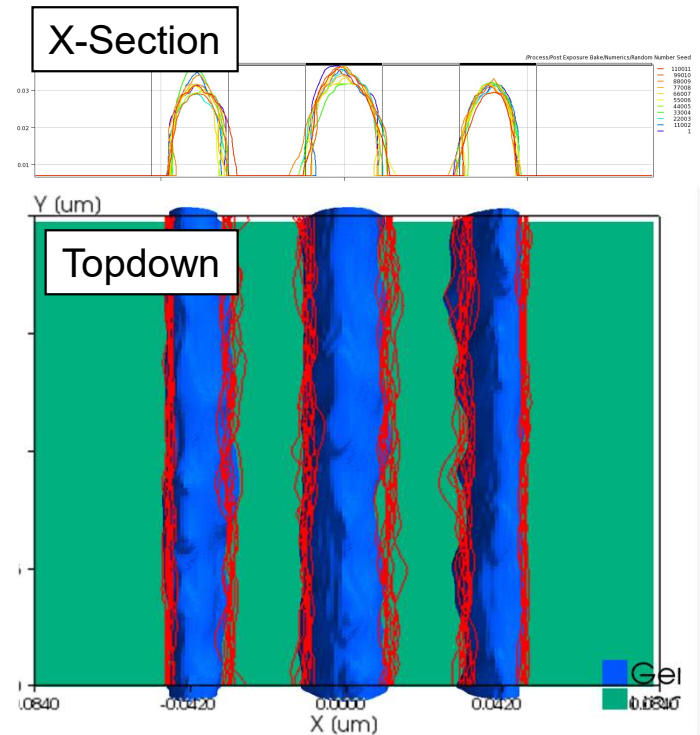 X-Section
/Process/Post Exposure Bake/Numerics/Random Number Seed
110011
99010
88009
77008
66007
55006
44005
33004
22003
11002
1
0.03
0.02
0.01
Y (um)
Topdown
Gel
-0.0420
0.0000
0.0420
X (um)